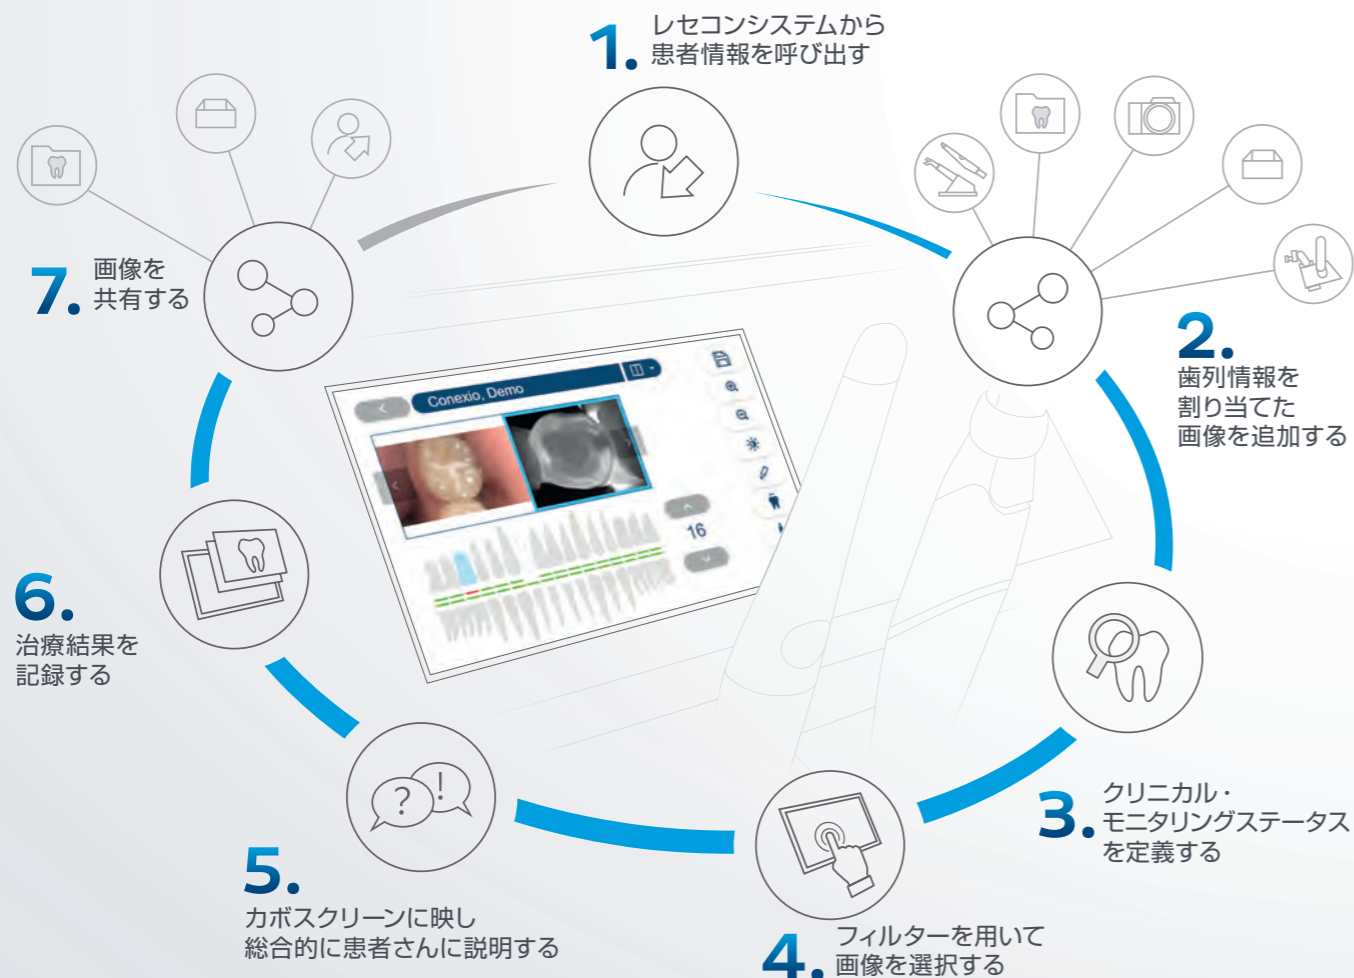 1. レセコンシステムから
患者情報を呼び出す
2.
歯列情報を
割り当てた
画像を追加する
3. クリニカル・
モニタリングステータス
を定義する
4. フィルターを用いて
画像を選択する
5.
カボスクリーンに映し
総合的に患者さんに説明する
6.
治療結果を
記録する
7. 画像を
共有する
Conexio, Demo
16
? !